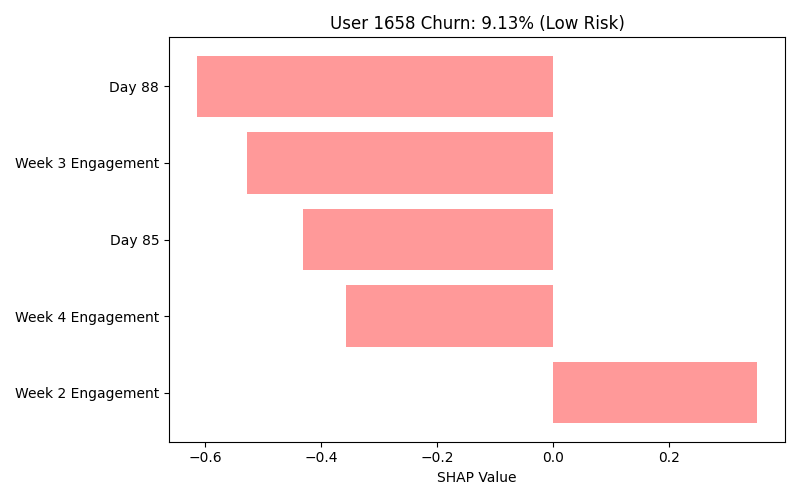 User 1658 Churn: 9.13% (Low Risk)
Day 88
Week 3 Engagement
Day 85
Week 4 Engagement
Week 2 Engagement
−0.6 −0.4 −0.2 0.0 0.2
SHAP Value